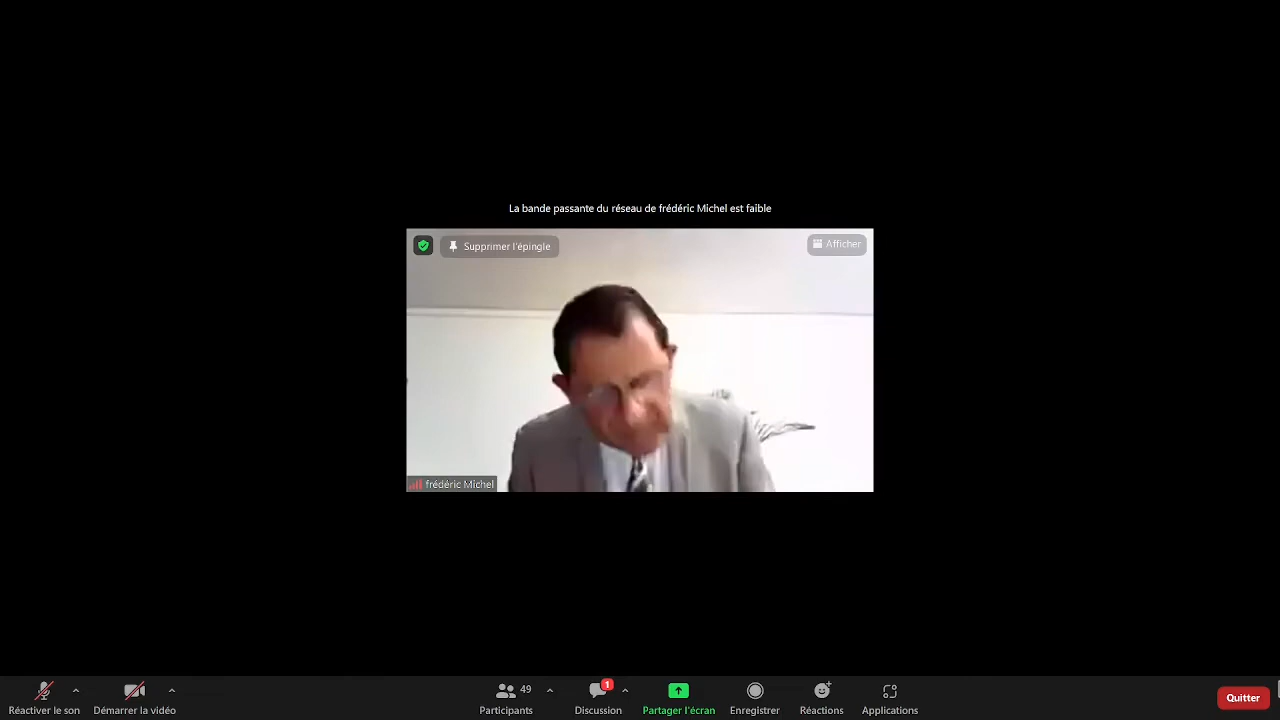 La bande passante du réseau de frédéric Michel est faible
Supprimer l'épingle
Afficher
frédéric Michel
49
1
Réactiver le son
Démarrer la vidéo
Participants
Discussion
Partager l'écran
Enregistrer
Réactions
Applications
Quitter